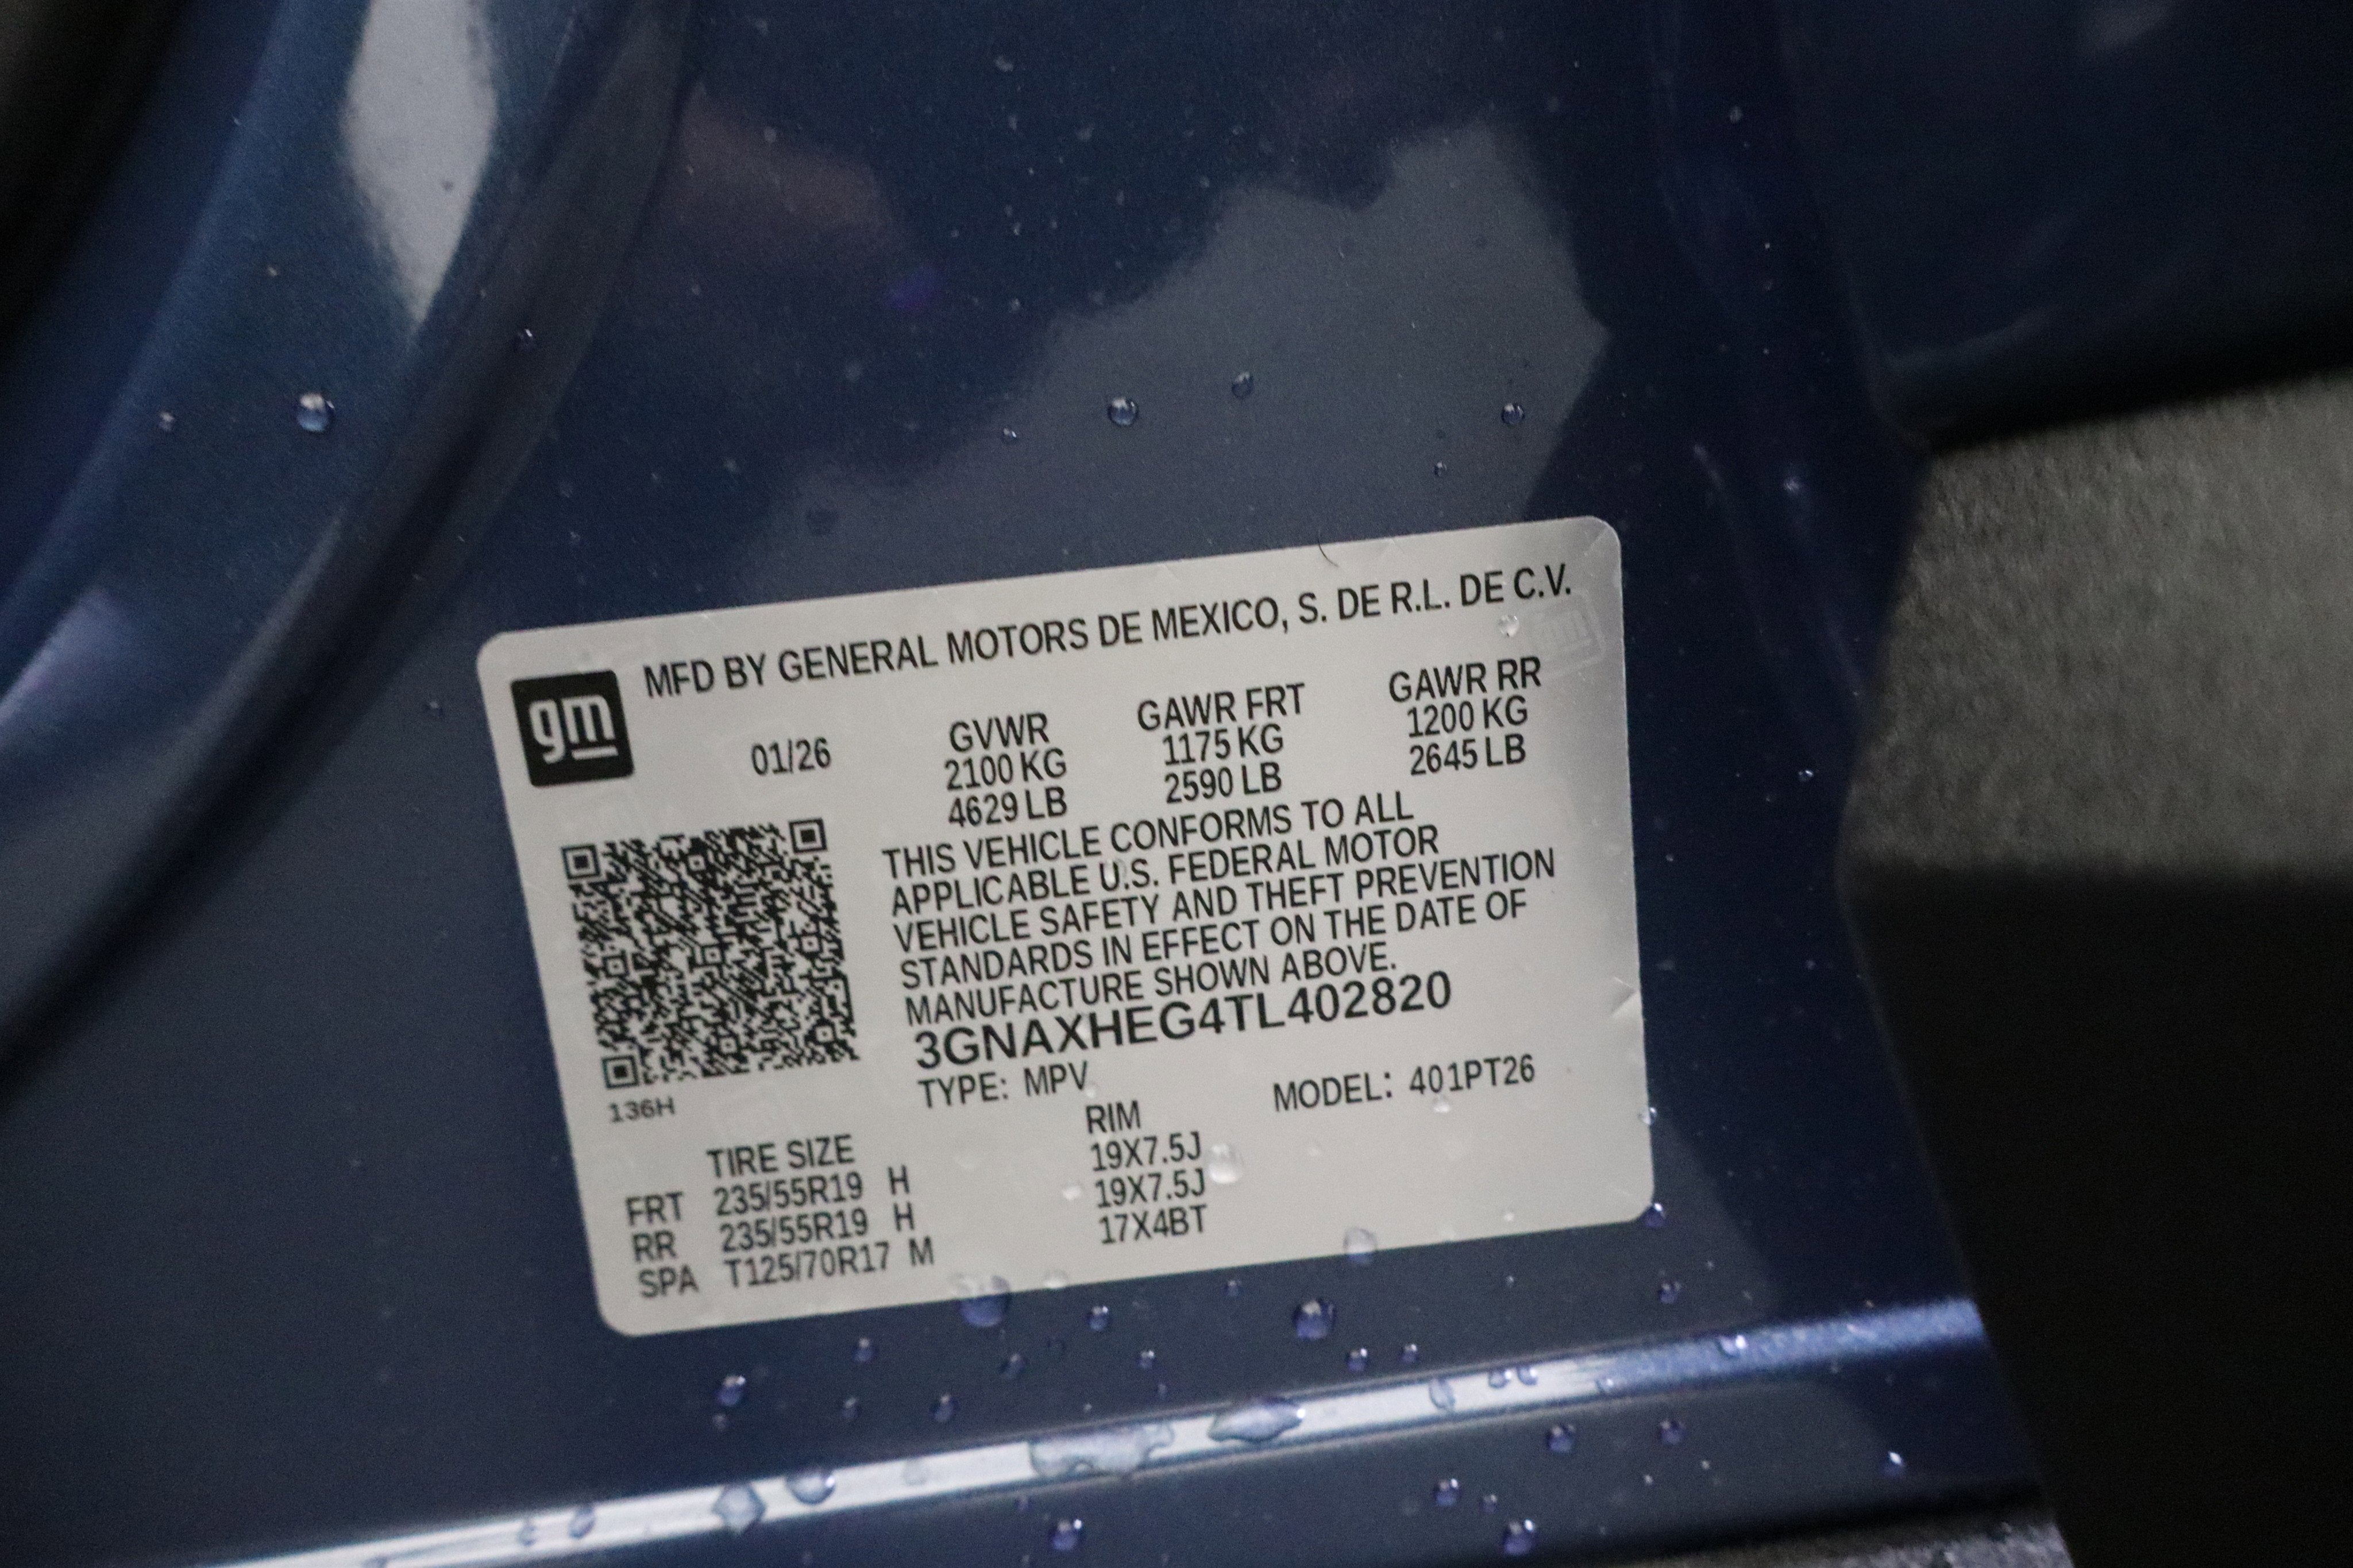 MFD BY GENERAL MOTORS DE MEXICO, S. DE R.L. DE C.V.
gm
01/26
GVWR GAWR FRT GAWR RR
2100 KG 1175 KG 1200 KG
4629 LB 2590 LB 2645 LB
THIS VEHICLE CONFORMS TO ALL
APPLICABLE U.S. FEDERAL MOTOR
VEHICLE SAFETY AND THEFT PREVENTION
STANDARDS IN EFFECT ON THE DATE OF
MANUFACTURE SHOWN ABOVE.
3GNAXHEG4TL402820
TYPE: MPV MODEL: 401PT26
136H
TIRE SIZE RIM
FRT 235/55R19 H 19X7.5J
RR 235/55R19 H 19X7.5J
SPA T125/70R17 M 17X4BT